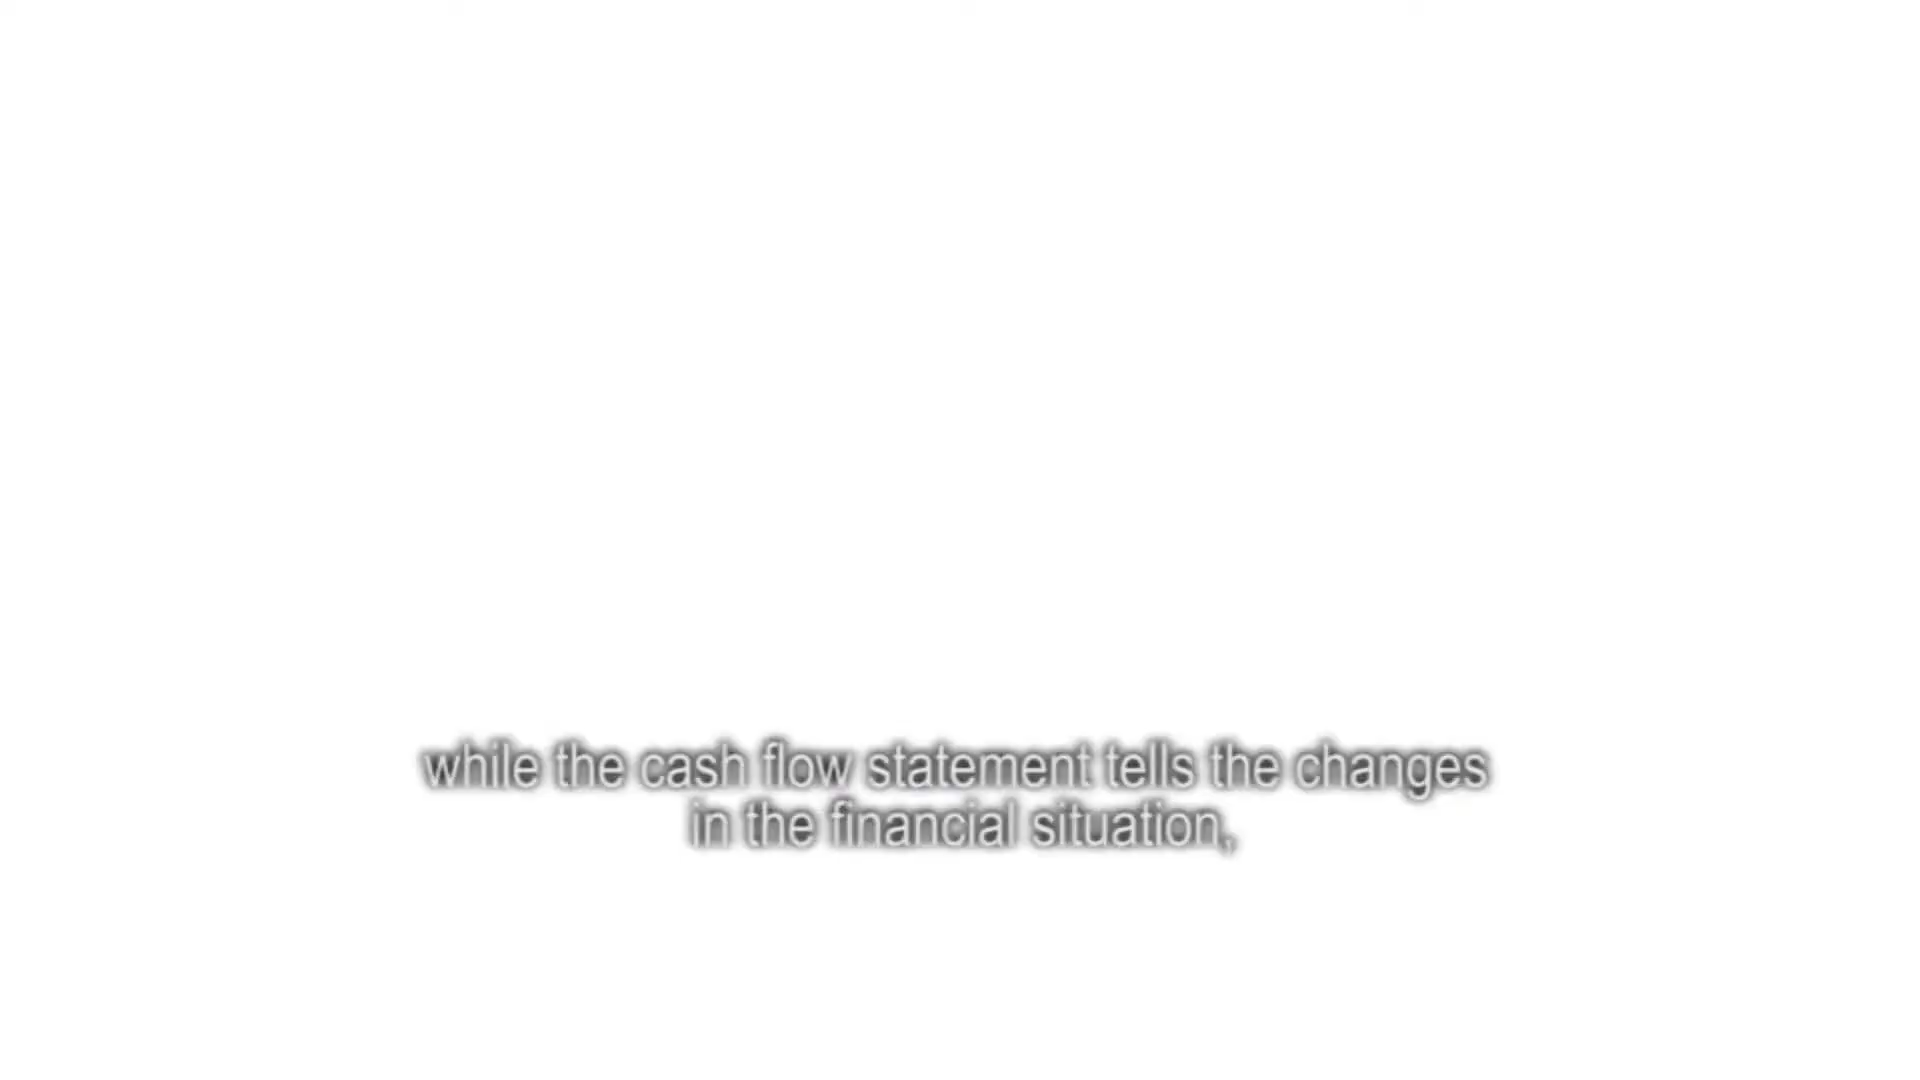 while the cash flow statement tells the changes
in the financial situation,